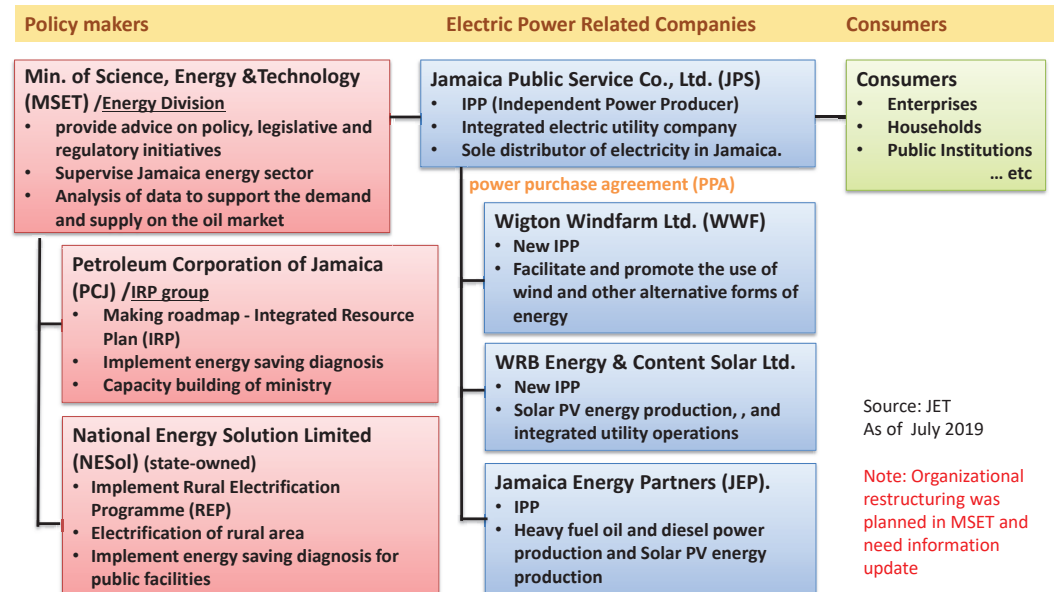 Policy makers
Electric Power Related Companies
Consumers
Min. of Science, Energy &Technology
(MSET) /Energy Division
• provide advice on policy, legislative and
regulatory initiatives
• Supervise Jamaica energy sector
• Analysis of data to support the demand
and supply on the oil market
Petroleum Corporation of Jamaica
(PCJ) /IRP group
• Making roadmap - Integrated Resource
Plan (IRP)
• Implement energy saving diagnosis
• Capacity building of ministry
National Energy Solution Limited
(NESol) (state-owned)
• Implement Rural Electrification
Programme (REP)
• Electrification of rural area
• Implement energy saving diagnosis for
public facilities
Jamaica Public Service Co., Ltd. (JPS)
• IPP (Independent Power Producer)
• Integrated electric utility company
• Sole distributor of electricity in Jamaica.
power purchase agreement (PPA)
Wigton Windfarm Ltd. (WWF)
• New IPP
• Facilitate and promote the use of
wind and other alternative forms of
energy
WRB Energy & Content Solar Ltd.
• New IPP
• Solar PV energy production, , and
integrated utility operations
Jamaica Energy Partners (JEP).
• IPP
• Heavy fuel oil and diesel power
production and Solar PV energy
production
Consumers
• Enterprises
• Households
• Public Institutions
... etc
Source: JET
As of July 2019
Note: Organizational
restructuring was
planned in MSET and
need information
update